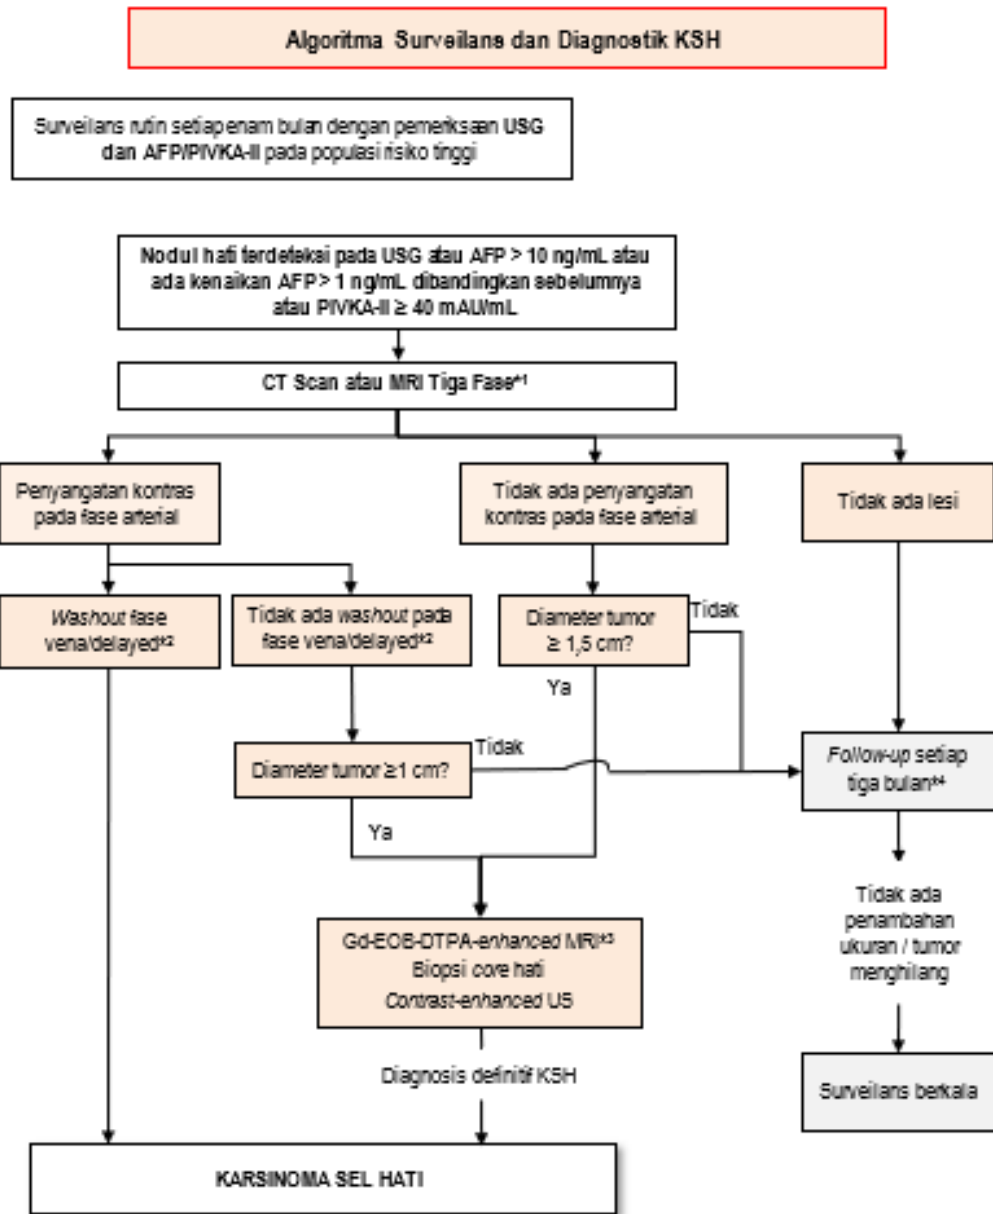 Algoritma Surveilans dan Diagnostik KSH
Surveilans rutin setiap enam bulan dengan pemeriksaan USG
dan AFP/PIVKA-II pada populasi risiko tinggi
Nodul hati terdeteksi pada USG atau AFP > 10 ng/mL atau
ada kenaikan AFP > 1 ng/mL dibandingkan sebelumnya
atau PIVKA-II ≥ 40 mAU/mL
CT Scan atau MRI Tiga Fase*1
Penyangatan kontras
pada fase arterial
Tidak ada penyangatan
kontras pada fase arterial
Tidak ada lesi
Washout fase
vena/delayed*2
Tidak ada washout pada
fase vena/delayed*2
Diameter tumor
≥ 1,5 cm?
Tidak
Ya
Diameter tumor ≥1 cm?
Tidak
Follow-up setiap
tiga bulan*4
Ya
Tidak ada
penambahan
ukuran / tumor
menghilang
Gd-EOB-DTPA-enhanced MRI*3
Biopsi core hati
Contrast-enhanced US
Diagnosis definitif KSH
Surveilans berkala
KARSINOMA SEL HATI